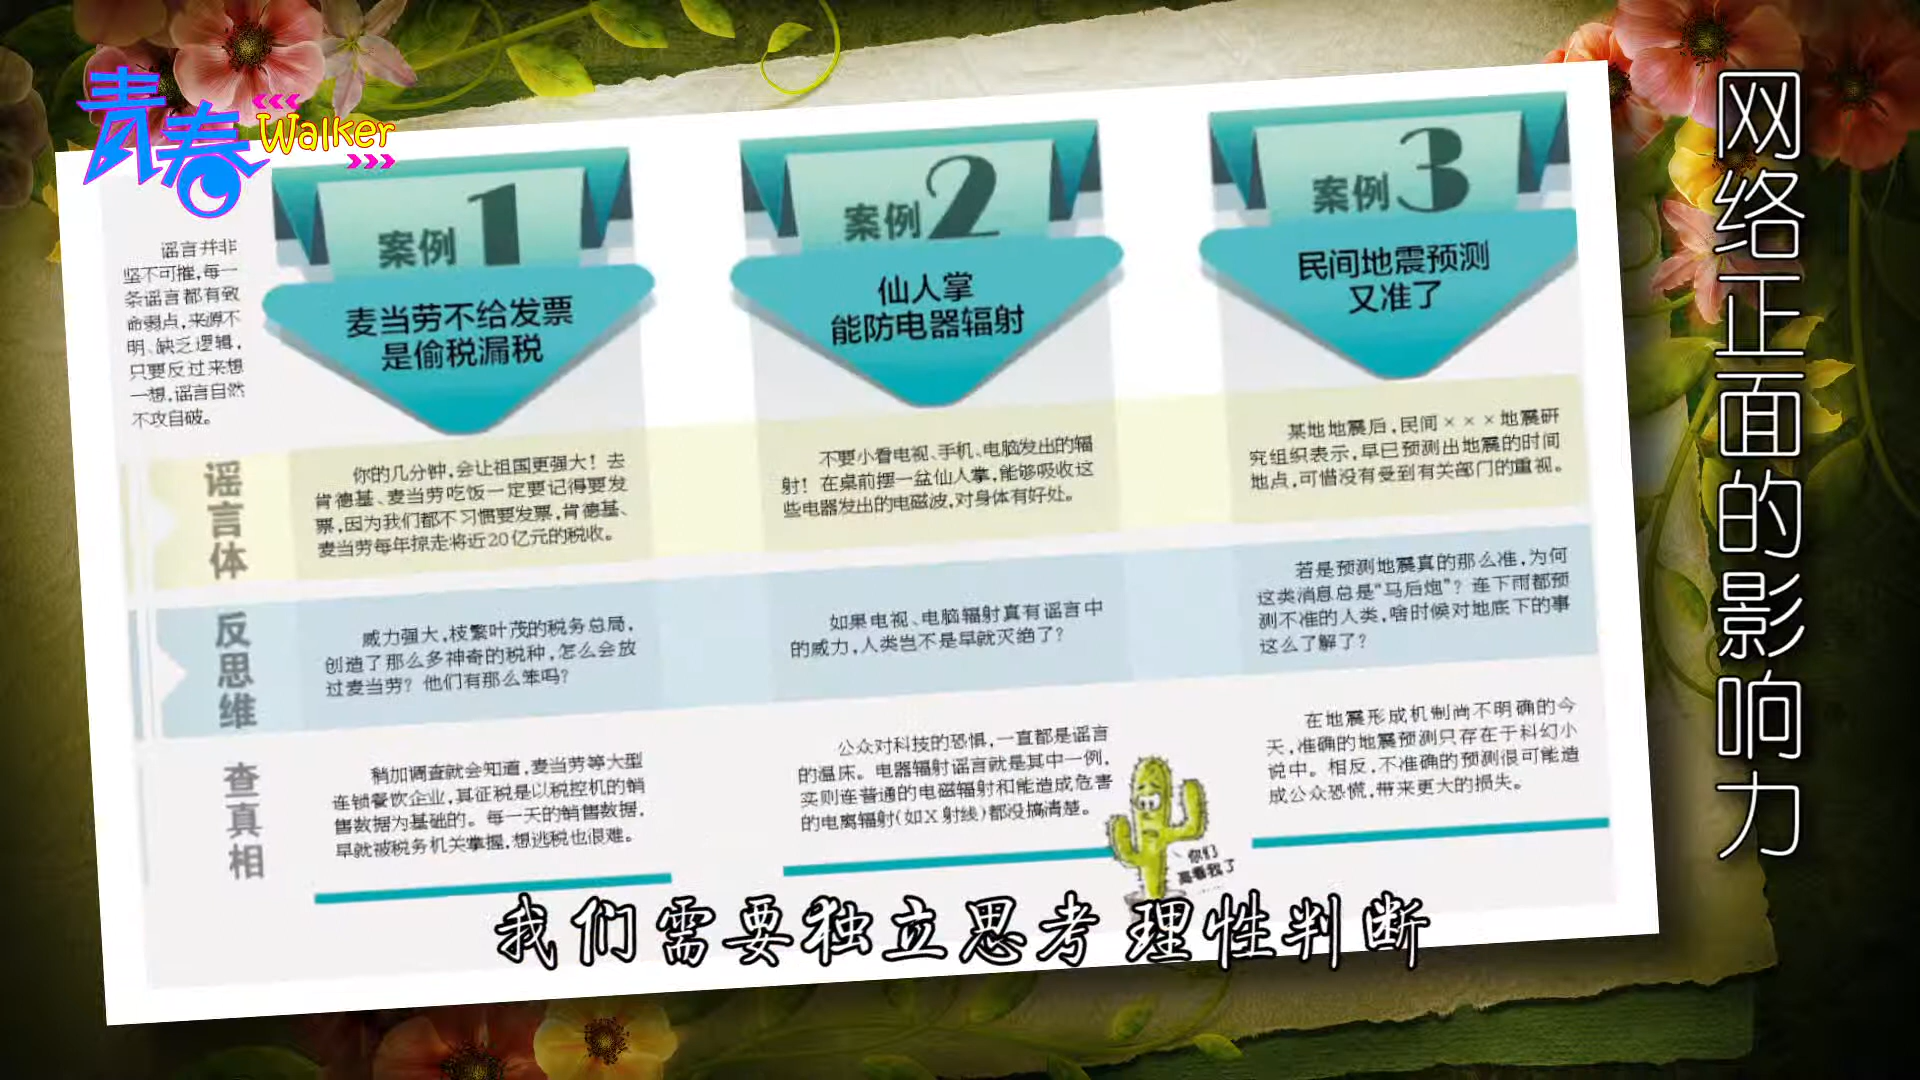 青春
Walker
网络正面的影响力
谣言并非
坚不可摧,每一
条谣言都有致
命弱点,来源不
明、缺乏逻辑,
只要反过来想
一想,谣言自然
不攻自破。
案例1
麦当劳不给发票
是偷税漏税
案例2
仙人掌
能防电器辐射
案例3
民间地震预测
又准了
谣言体
你的几分钟,会让祖国更强大!去
肯德基、麦当劳吃饭一定要记得要发
票,因为我们都不习惯要发票,肯德基、
麦当劳每年掠走将近20亿元的税收。
不要小看电视、手机、电脑发出的辐
射!在桌前摆一盆仙人掌,能够吸收这
些电器发出的电磁波,对身体有好处。
某地地震后,民间×××地震研
究组织表示,早已预测出地震的时间
地点,可惜没有受到有关部门的重视。
反思维
威力强大,枝繁叶茂的税务总局,
创造了那么多神奇的税种,怎么会放
过麦当劳?他们有那么笨吗?
如果电视、电脑辐射真有谣言中
的威力,人类岂不是早就灭绝了?
若是预测地震真的那么准,为何
这类消息总是“马后炮”?连下雨都预
测不准的人类,啥时候对地底下的事
这么了解了?
查真相
稍加调查就会知道,麦当劳等大型
连锁餐饮企业,其征税是以税控机的销
售数据为基础的。每一天的销售数据,
早就被税务机关掌握,想逃税也很难。
公众对科技的恐惧,一直都是谣言
的温床。电器辐射谣言就是其中一例,
实则连普通的电磁辐射和能造成危害
的电离辐射(如X射线)都没搞清楚。
在地震形成机制尚不明确的今
天,准确的地震预测只存在于科幻小
说中。相反,不准确的预测很可能造
成公众恐慌,带来更大的损失。
你们
高看我了
我们需要独立思考 理性判断